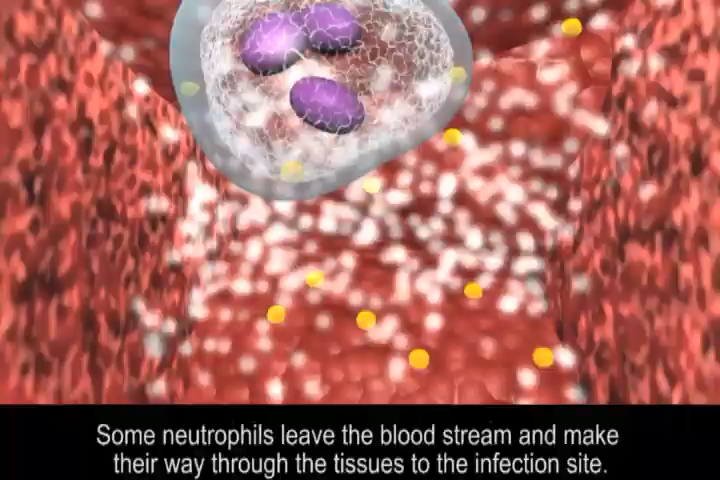 Some neutrophils leave the blood stream and make
their way through the tissues to the infection site.